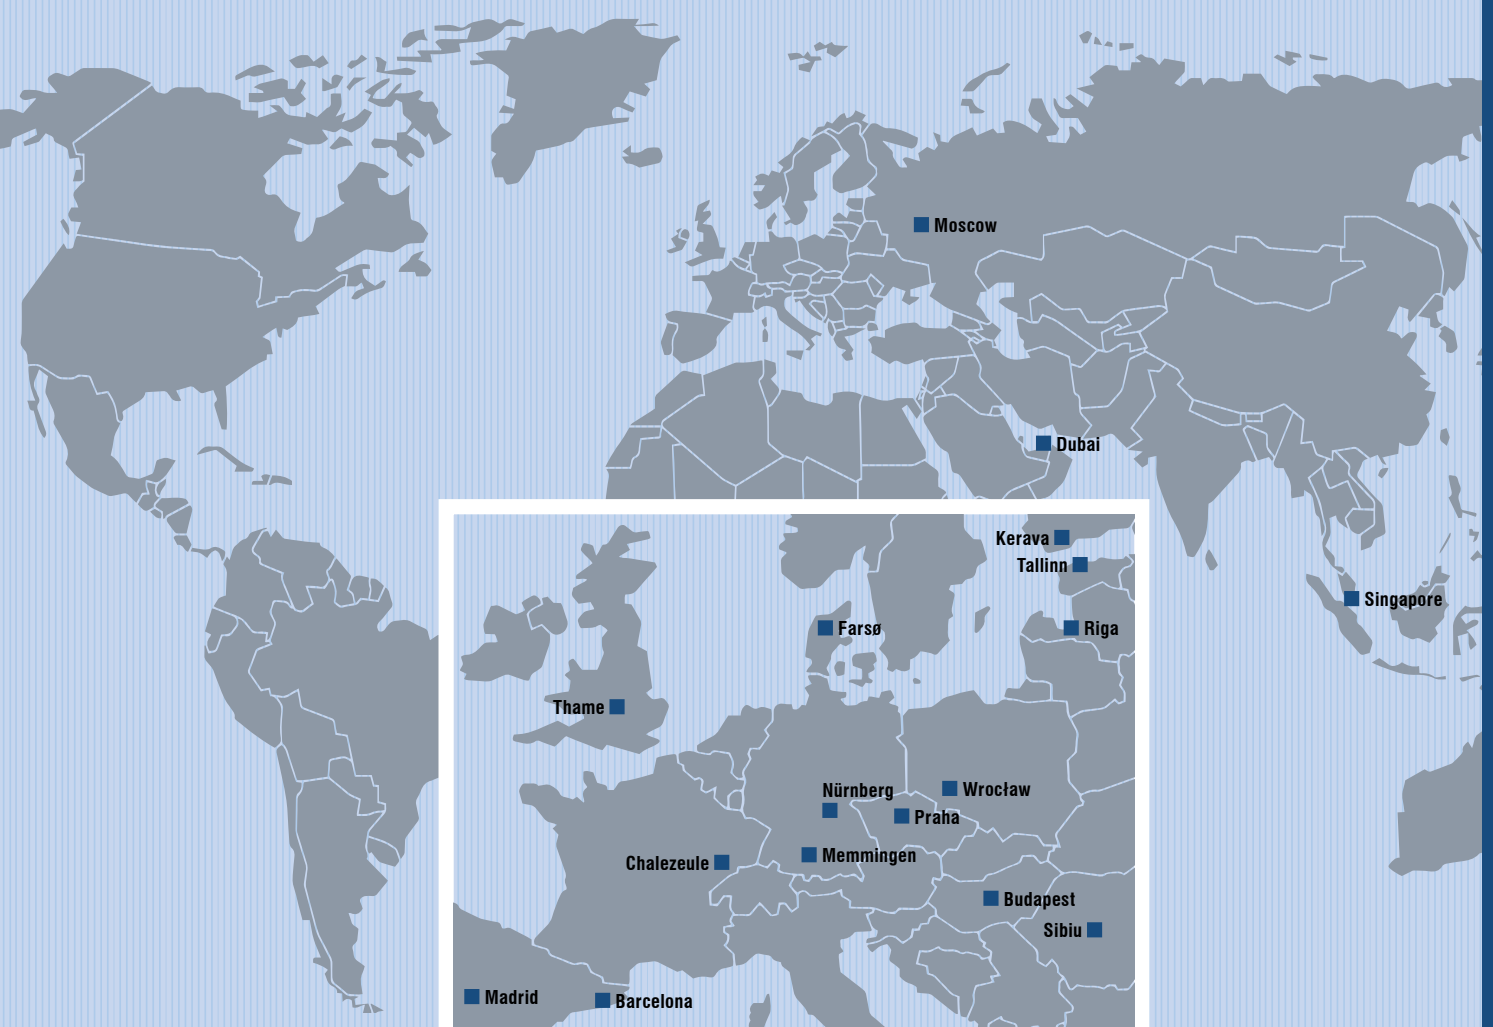 Moscow
Dubai
Kerava
Tallinn
Singapore
Farsø
Riga
Thame
Nürnberg
Wrocław
Praha
Memmingen
Chalezeule
Budapest
Sibiu
Madrid
Barcelona